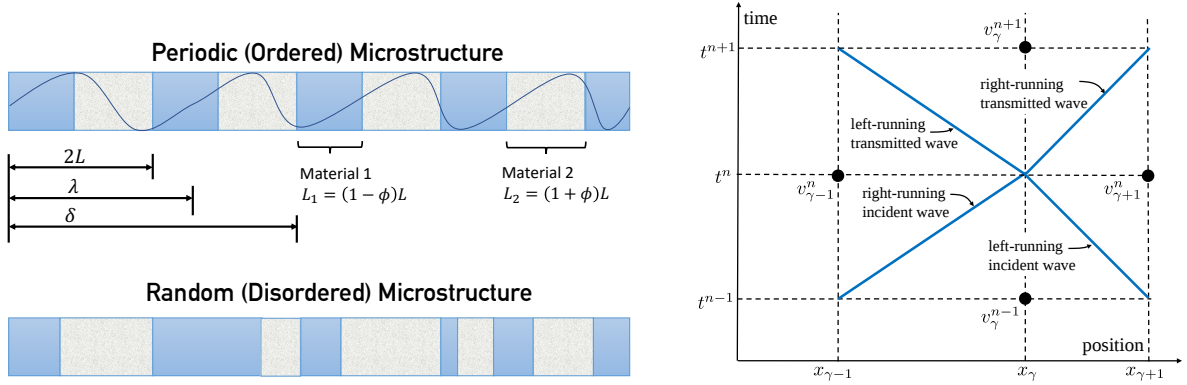 Periodic (Ordered) Microstructure
2L
λ
δ
Material 1
L₁ = (1 − ϕ)L
Material 2
L₂ = (1 + ϕ)L
Random (Disordered) Microstructure
time
v_γ^{n+1}
t^{n+1}
right-running
transmitted wave
left-running
transmitted wave
t^n
v_{γ−1}^n
v_{γ+1}^n
right-running
incident wave
left-running
incident wave
t^{n−1}
v_γ^{n−1}
position
x_{γ−1}
x_γ
x_{γ+1}